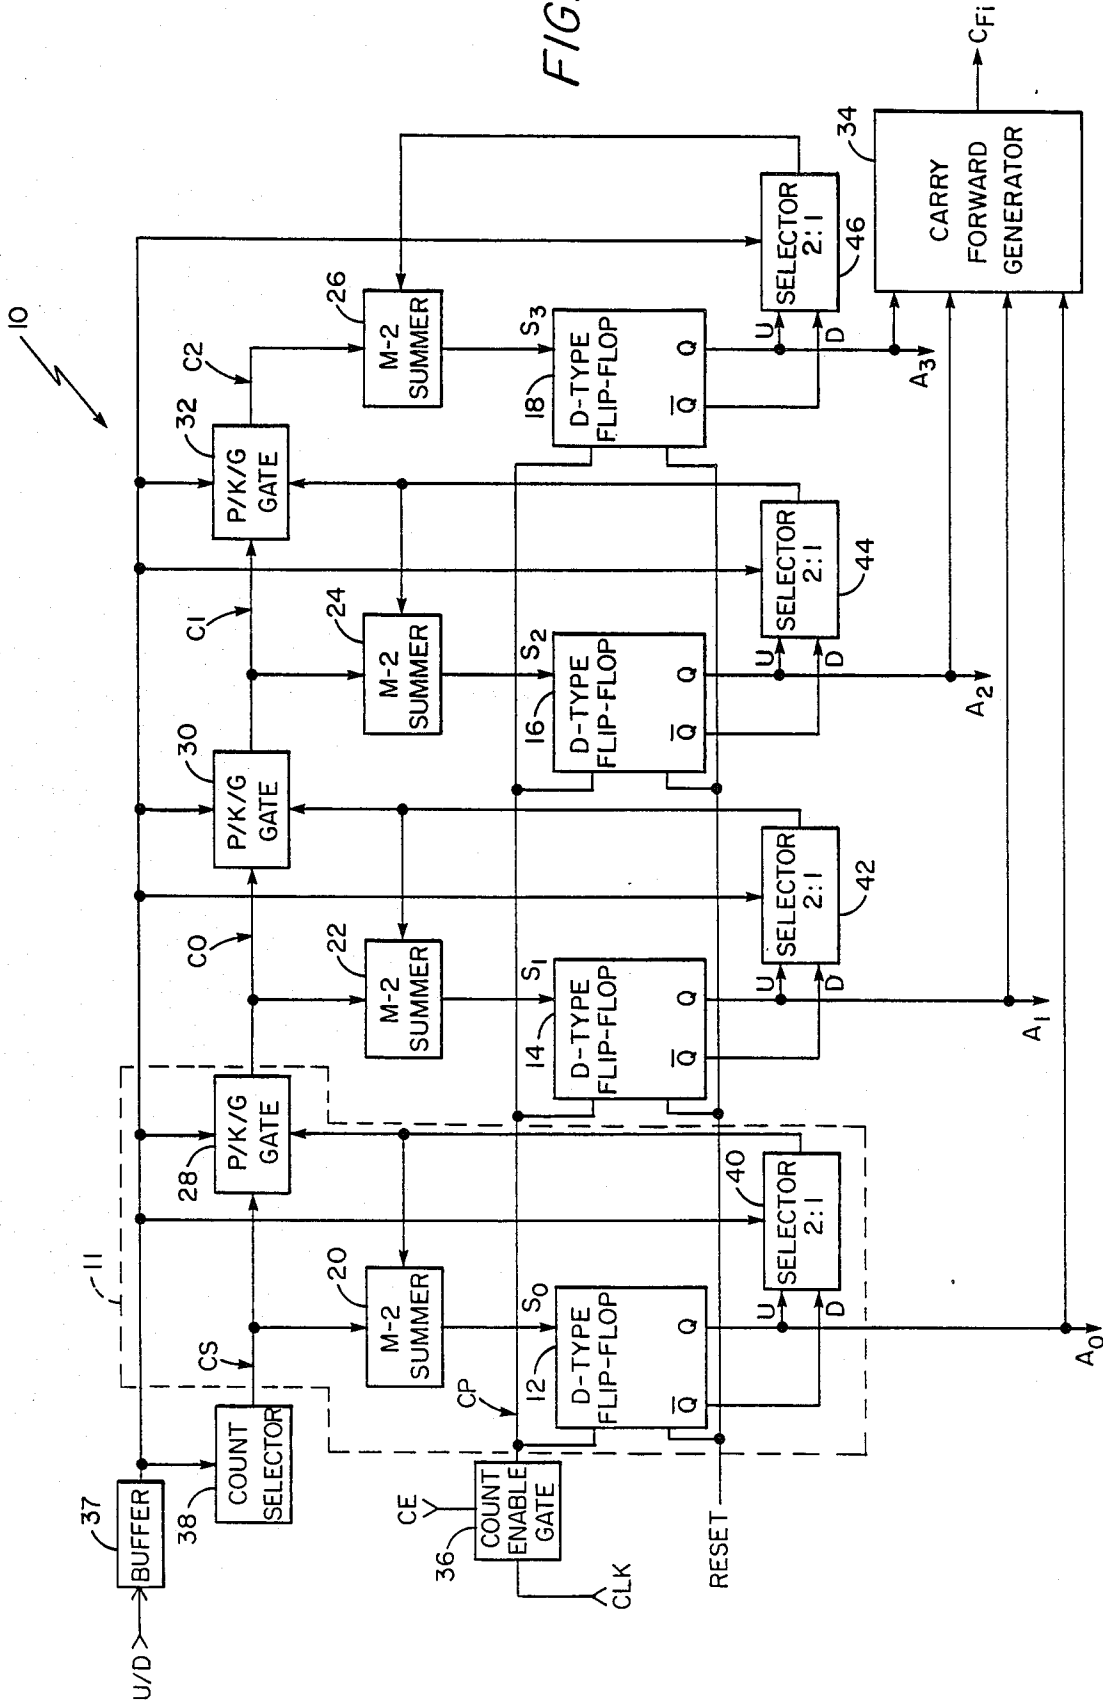 FIG.
10
U/D
37
BUFFER
38
COUNT
SELECTOR
11
CS
28
P/K/G
GATE
CO
30
P/K/G
GATE
C1
32
P/K/G
GATE
C2
20
M-2
SUMMER
22
M-2
SUMMER
24
M-2
SUMMER
26
M-2
SUMMER
CE
36
COUNT
ENABLE
GATE
CLK
CP
RESET
S0
12
D-TYPE
FLIP-FLOP
Q̅ Q
S1
14
D-TYPE
FLIP-FLOP
Q̅ Q
S2
16
D-TYPE
FLIP-FLOP
Q̅ Q
S3
18
D-TYPE
FLIP-FLOP
Q̅ Q
U
D
SELECTOR
2:1
40
U
D
SELECTOR
2:1
42
U
D
SELECTOR
2:1
44
U
D
SELECTOR
2:1
46
A0
A1
A2
A3
34
CARRY
FORWARD
GENERATOR
CFi